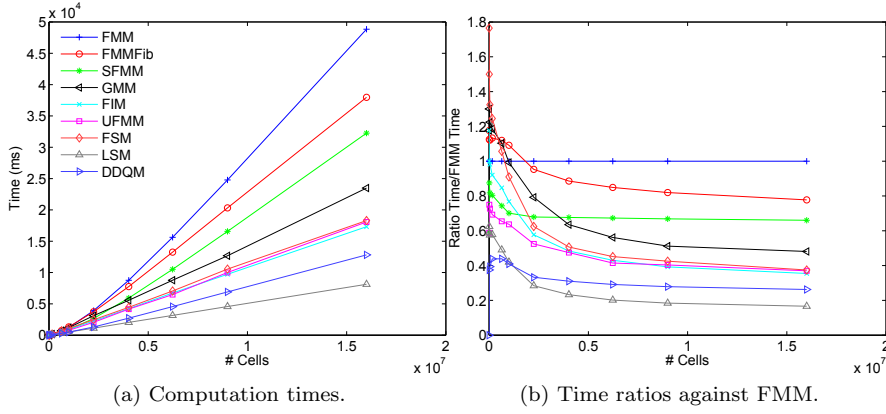 x 10^4
5
4.5
4
3.5
3
2.5
2
1.5
1
0.5
0
Time (ms)
FMM
FMMFib
SFMM
GMM
FIM
UFMM
FSM
LSM
DDQM
0 0.5 1 1.5 2
# Cells
x 10^7
(a) Computation times.
1.8
1.6
1.4
1.2
1
0.8
0.6
0.4
0.2
0
Ratio Time/FMM Time
0 0.5 1 1.5 2
# Cells
x 10^7
(b) Time ratios against FMM.